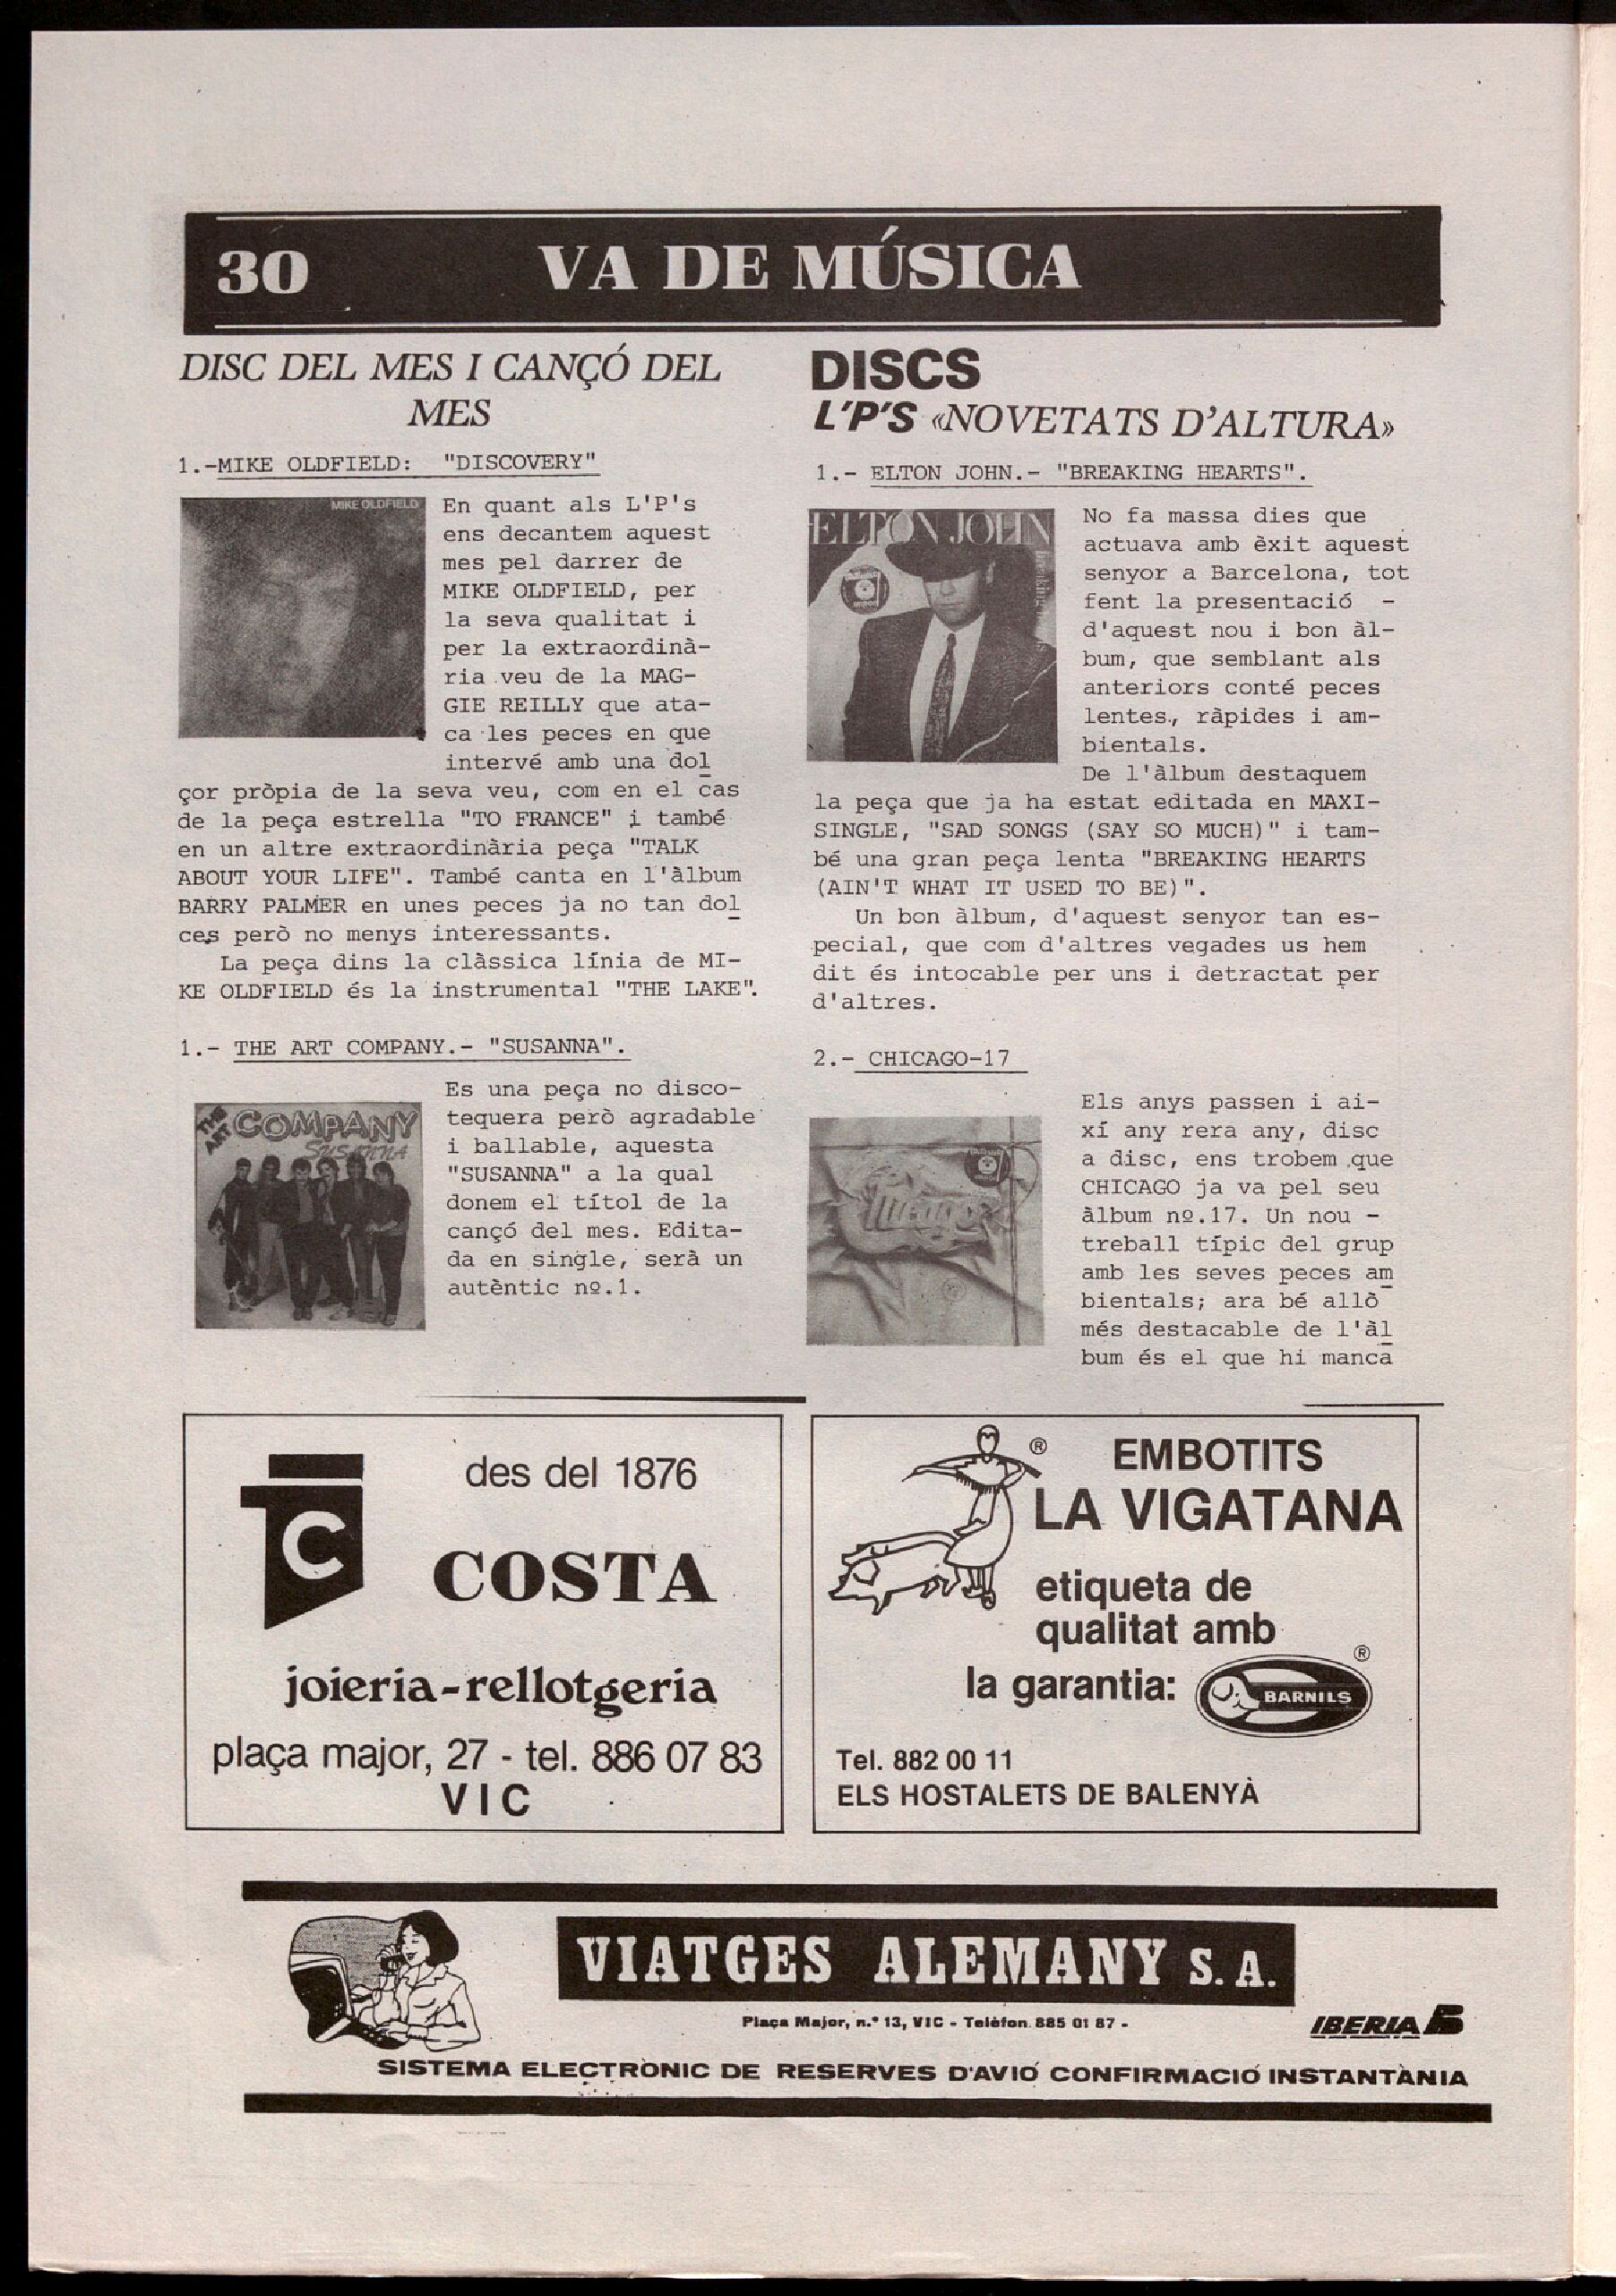 30
VA DE MÚSICA
DISC DEL MES I CANÇÓ DEL
MES
1.-MIKE OLDFIELD: "DISCOVERY"
MIKE OLDFIELD
En quant als L'P's
ens decantem aquest
mes pel darrer de
MIKE OLDFIELD, per
la seva qualitat i
per la extraordinà-
ria veu de la MAG-
GIE REILLY que ata-
ca les peces en que
intervé amb una dol
çor pròpia de la seva veu, com en el cas
de la peça estrella "TO FRANCE" i també
en un altre extraordinària peça "TALK
ABOUT YOUR LIFE". També canta en l'àlbum
BARRY PALMER en unes peces ja no tan dol
ces però no menys interessants.
La peça dins la clàssica línia de MI-
KE OLDFIELD és la instrumental "THE LAKE".
1.- THE ART COMPANY.- "SUSANNA".
THE ART COMPANY
SUSANNA
Es una peça no disco-
tequera però agradable
i ballable, aquesta
"SUSANNA" a la qual
donem el títol de la
cançó del mes. Edita-
da en single, serà un
autèntic nº.1.
DISCS
L'P'S «NOVETATS D'ALTURA»
1.- ELTON JOHN.- "BREAKING HEARTS".
ELTON JOHN
No fa massa dies que
actuava amb èxit aquest
senyor a Barcelona, tot
fent la presentació -
d'aquest nou i bon àl-
bum, que semblant als
anteriors conté peces
lentes, ràpides i am-
bientals.
De l'àlbum destaquem
la peça que ja ha estat editada en MAXI-
SINGLE, "SAD SONGS (SAY SO MUCH)" i tam-
bé una gran peça lenta "BREAKING HEARTS
(AIN'T WHAT IT USED TO BE)".
Un bon àlbum, d'aquest senyor tan es-
pecial, que com d'altres vegades us hem
dit és intocable per uns i detractat per
d'altres.
2.- CHICAGO-17
Chicago
Els anys passen i ai-
xí any rera any, disc
a disc, ens trobem que
CHICAGO ja va pel seu
àlbum nº.17. Un nou -
treball típic del grup
amb les seves peces am
bientals; ara bé allò
més destacable de l'àl
bum és el que hi manca
C
des del 1876
COSTA
joieria-rellotgeria
plaça major, 27 - tel. 886 07 83
VIC
®
EMBOTITS
LA VIGATANA
etiqueta de
qualitat amb
la garantia:
BARNILS
®
Tel. 882 00 11
ELS HOSTALETS DE BALENYÀ
VIATGES ALEMANY S.A.
Plaça Major, n.º 13, VIC - Telèfon 885 01 87 -
IBERIA
SISTEMA ELECTRÒNIC DE RESERVES D'AVIÓ CONFIRMACIÓ INSTANTÀNIA